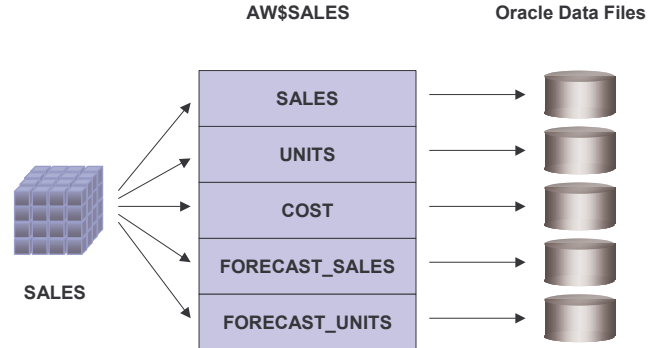 AW$SALES
Oracle Data Files
SALES
UNITS
COST
FORECAST_SALES
SALES
FORECAST_UNITS